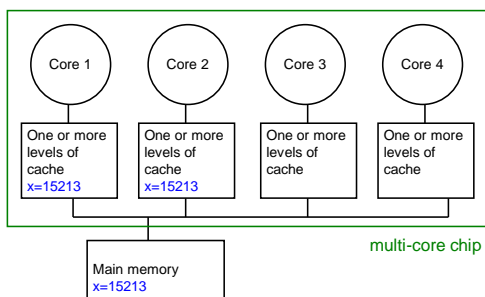 Core 1
Core 2
Core 3
Core 4
One or more
levels of
cache
x=15213
One or more
levels of
cache
x=15213
One or more
levels of
cache
One or more
levels of
cache
multi-core chip
Main memory
x=15213